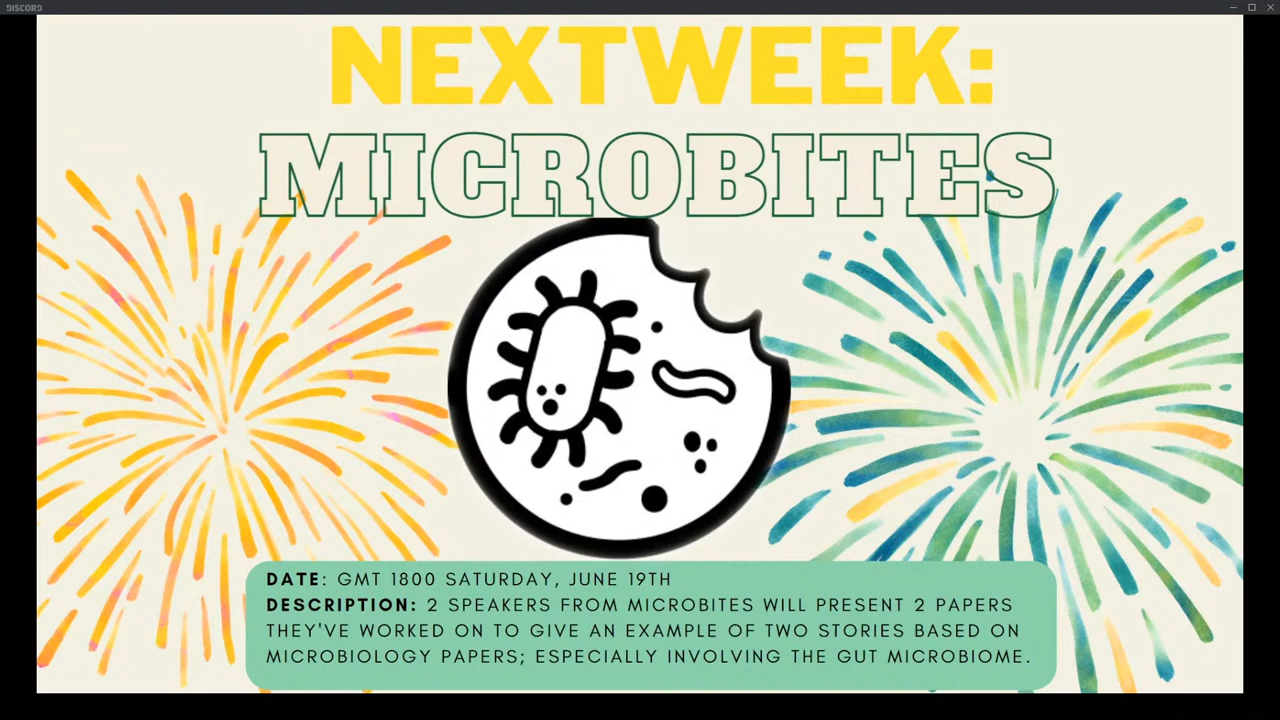 DISCORD
NEXTWEEK:
MICROBITES
DATE: GMT 1800 SATURDAY, JUNE 19TH
DESCRIPTION: 2 SPEAKERS FROM MICROBITES WILL PRESENT 2 PAPERS
THEY'VE WORKED ON TO GIVE AN EXAMPLE OF TWO STORIES BASED ON
MICROBIOLOGY PAPERS; ESPECIALLY INVOLVING THE GUT MICROBIOME.